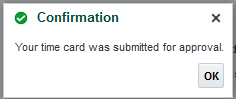 Confirmation
Your time card was submitted for approval.
OK